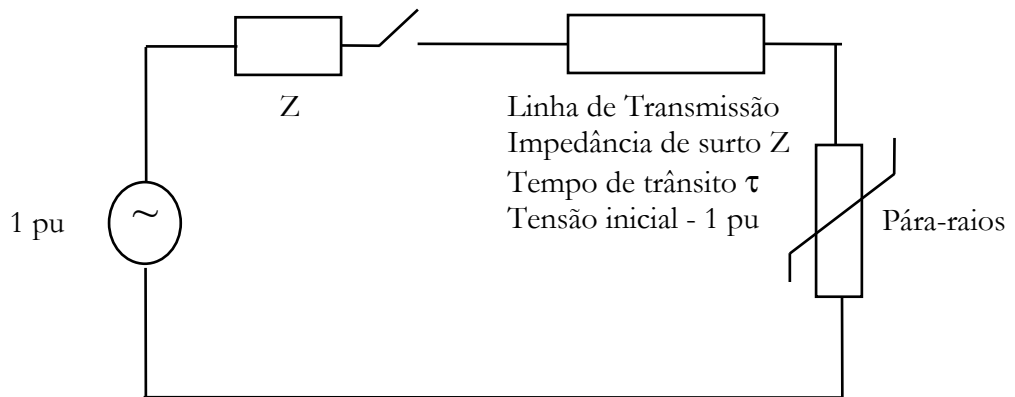 Z
Linha de Transmissão
Impedância de surto Z
Tempo de trânsito τ
Tensão inicial - 1 pu
1 pu
~
Pára-raios